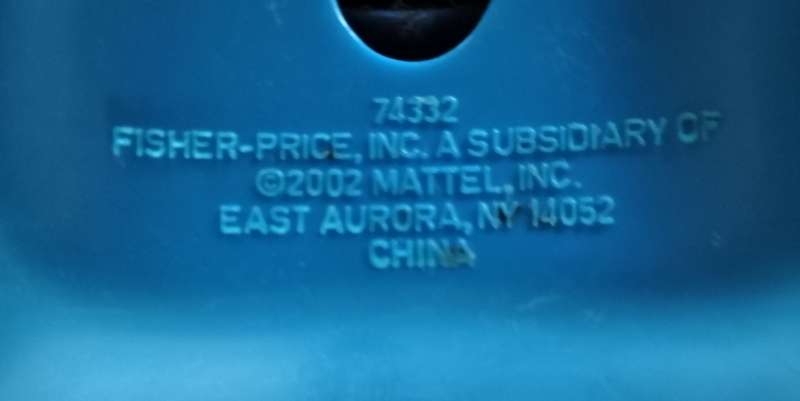 74332
FISHER-PRICE, INC. A SUBSIDIARY OF
©2002 MATTEL, INC.
EAST AURORA, NY 14052
CHINA